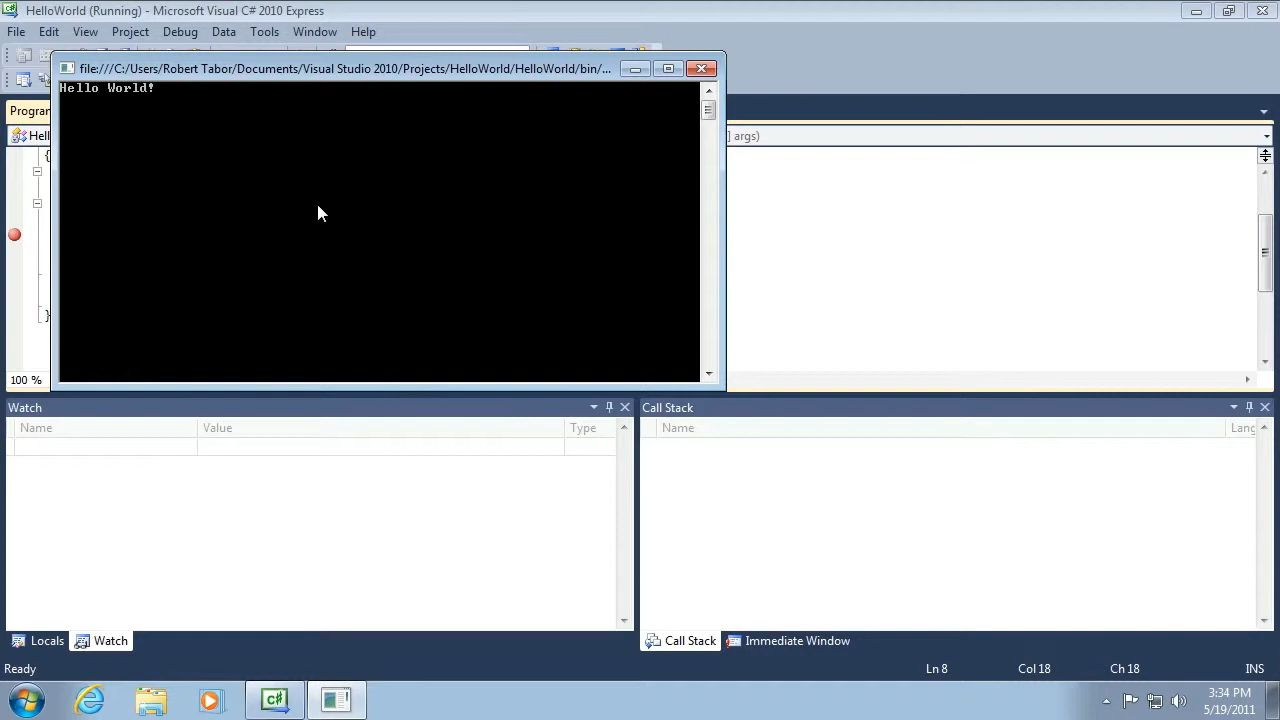 HelloWorld (Running) - Microsoft Visual C# 2010 Express
File Edit View Project Debug Data Tools Window Help
file:///C:/Users/Robert Tabor/Documents/Visual Studio 2010/Projects/HelloWorld/HelloWorld/bin/...
Hello World!
Program
Hell
] args)
{
}
100 %
Watch
Name Value Type
Call Stack
Name Lang
Locals Watch
Call Stack Immediate Window
Ready Ln 8 Col 18 Ch 18 INS
C#
3:34 PM
5/19/2011